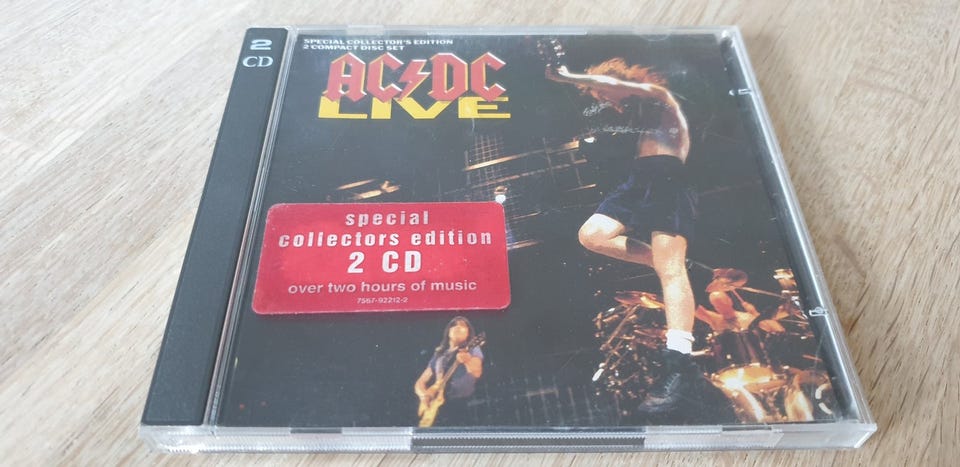 2
CD
SPECIAL COLLECTOR'S EDITION
2 COMPACT DISC SET
AC⚡DC
LIVE
special
collectors edition
2 CD
over two hours of music
7567-92212-2